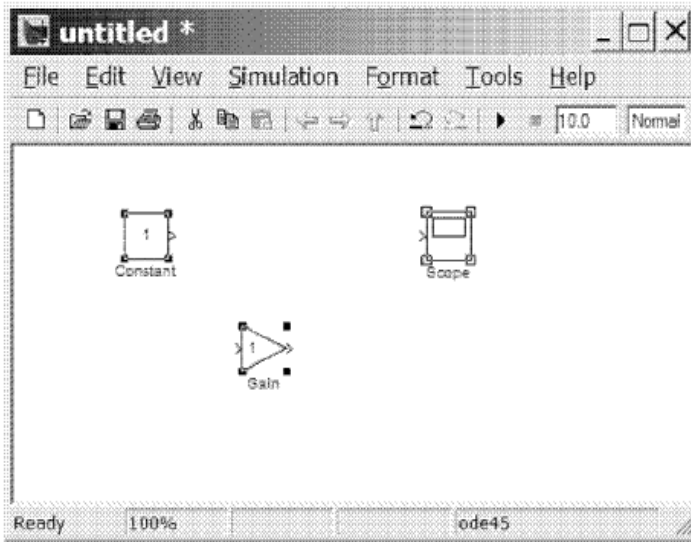 untitled *
File Edit View Simulation Format Tools Help
10.0 Normal
1
Constant
Scope
1
Gain
Ready 100% ode45